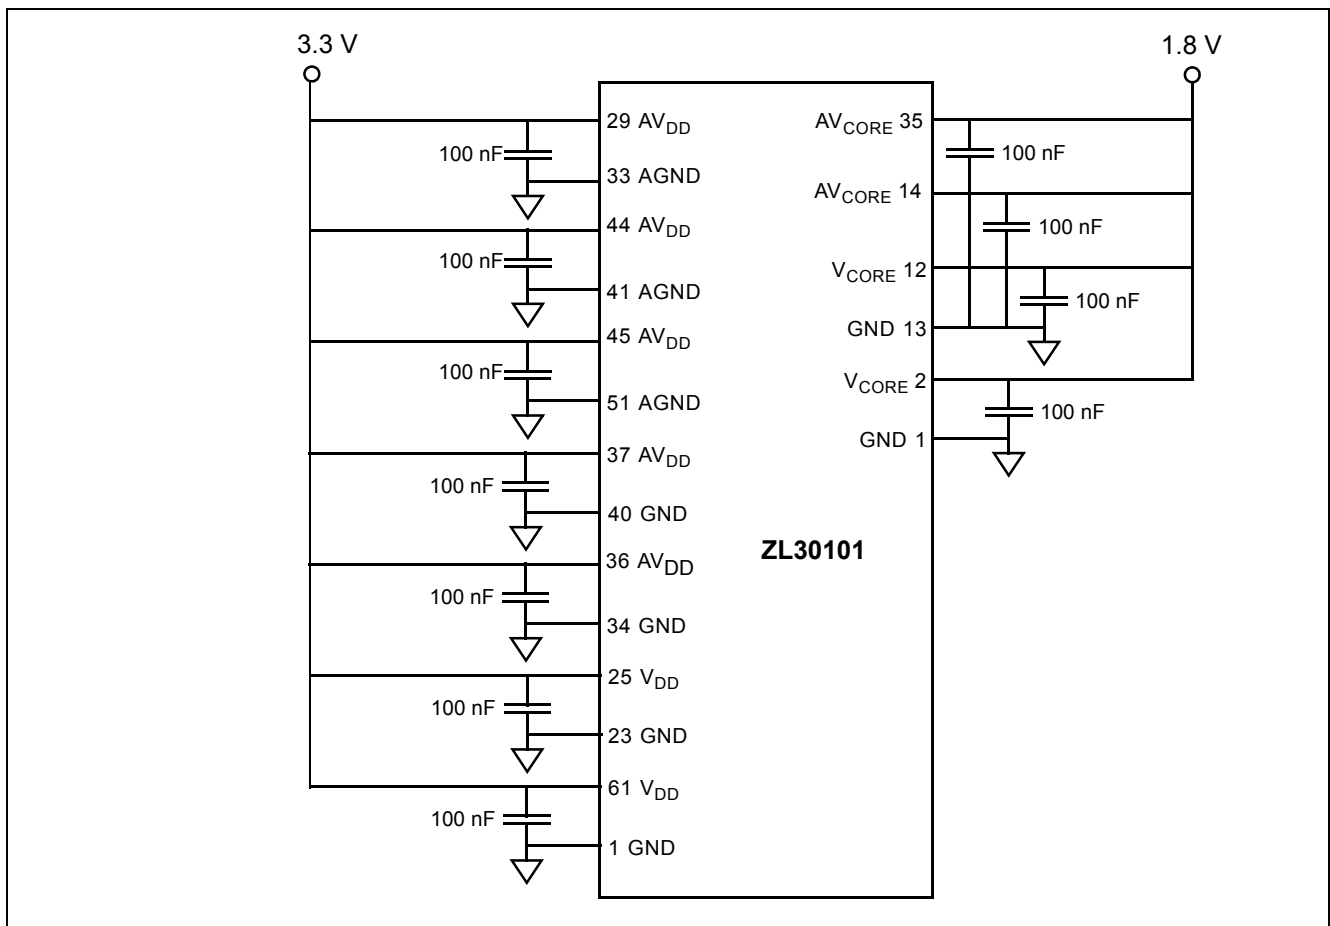 3.3 V
1.8 V
29 AVDD
AVCORE 35
100 nF
100 nF
33 AGND
AVCORE 14
44 AVDD
100 nF
100 nF
VCORE 12
41 AGND
100 nF
GND 13
45 AVDD
100 nF
VCORE 2
51 AGND
100 nF
GND 1
37 AVDD
100 nF
40 GND
ZL30101
36 AVDD
100 nF
34 GND
25 VDD
100 nF
23 GND
61 VDD
100 nF
1 GND